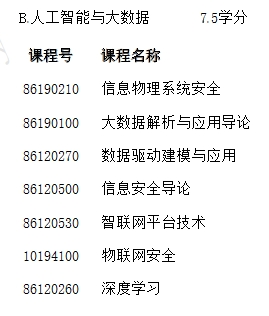 B.人工智能与大数据 7.5学分
课程号 课程名称
86190210 信息物理系统安全
86190100 大数据解析与应用导论
86120270 数据驱动建模与应用
86120500 信息安全导论
86120530 智联网平台技术
10194100 物联网安全
86120260 深度学习